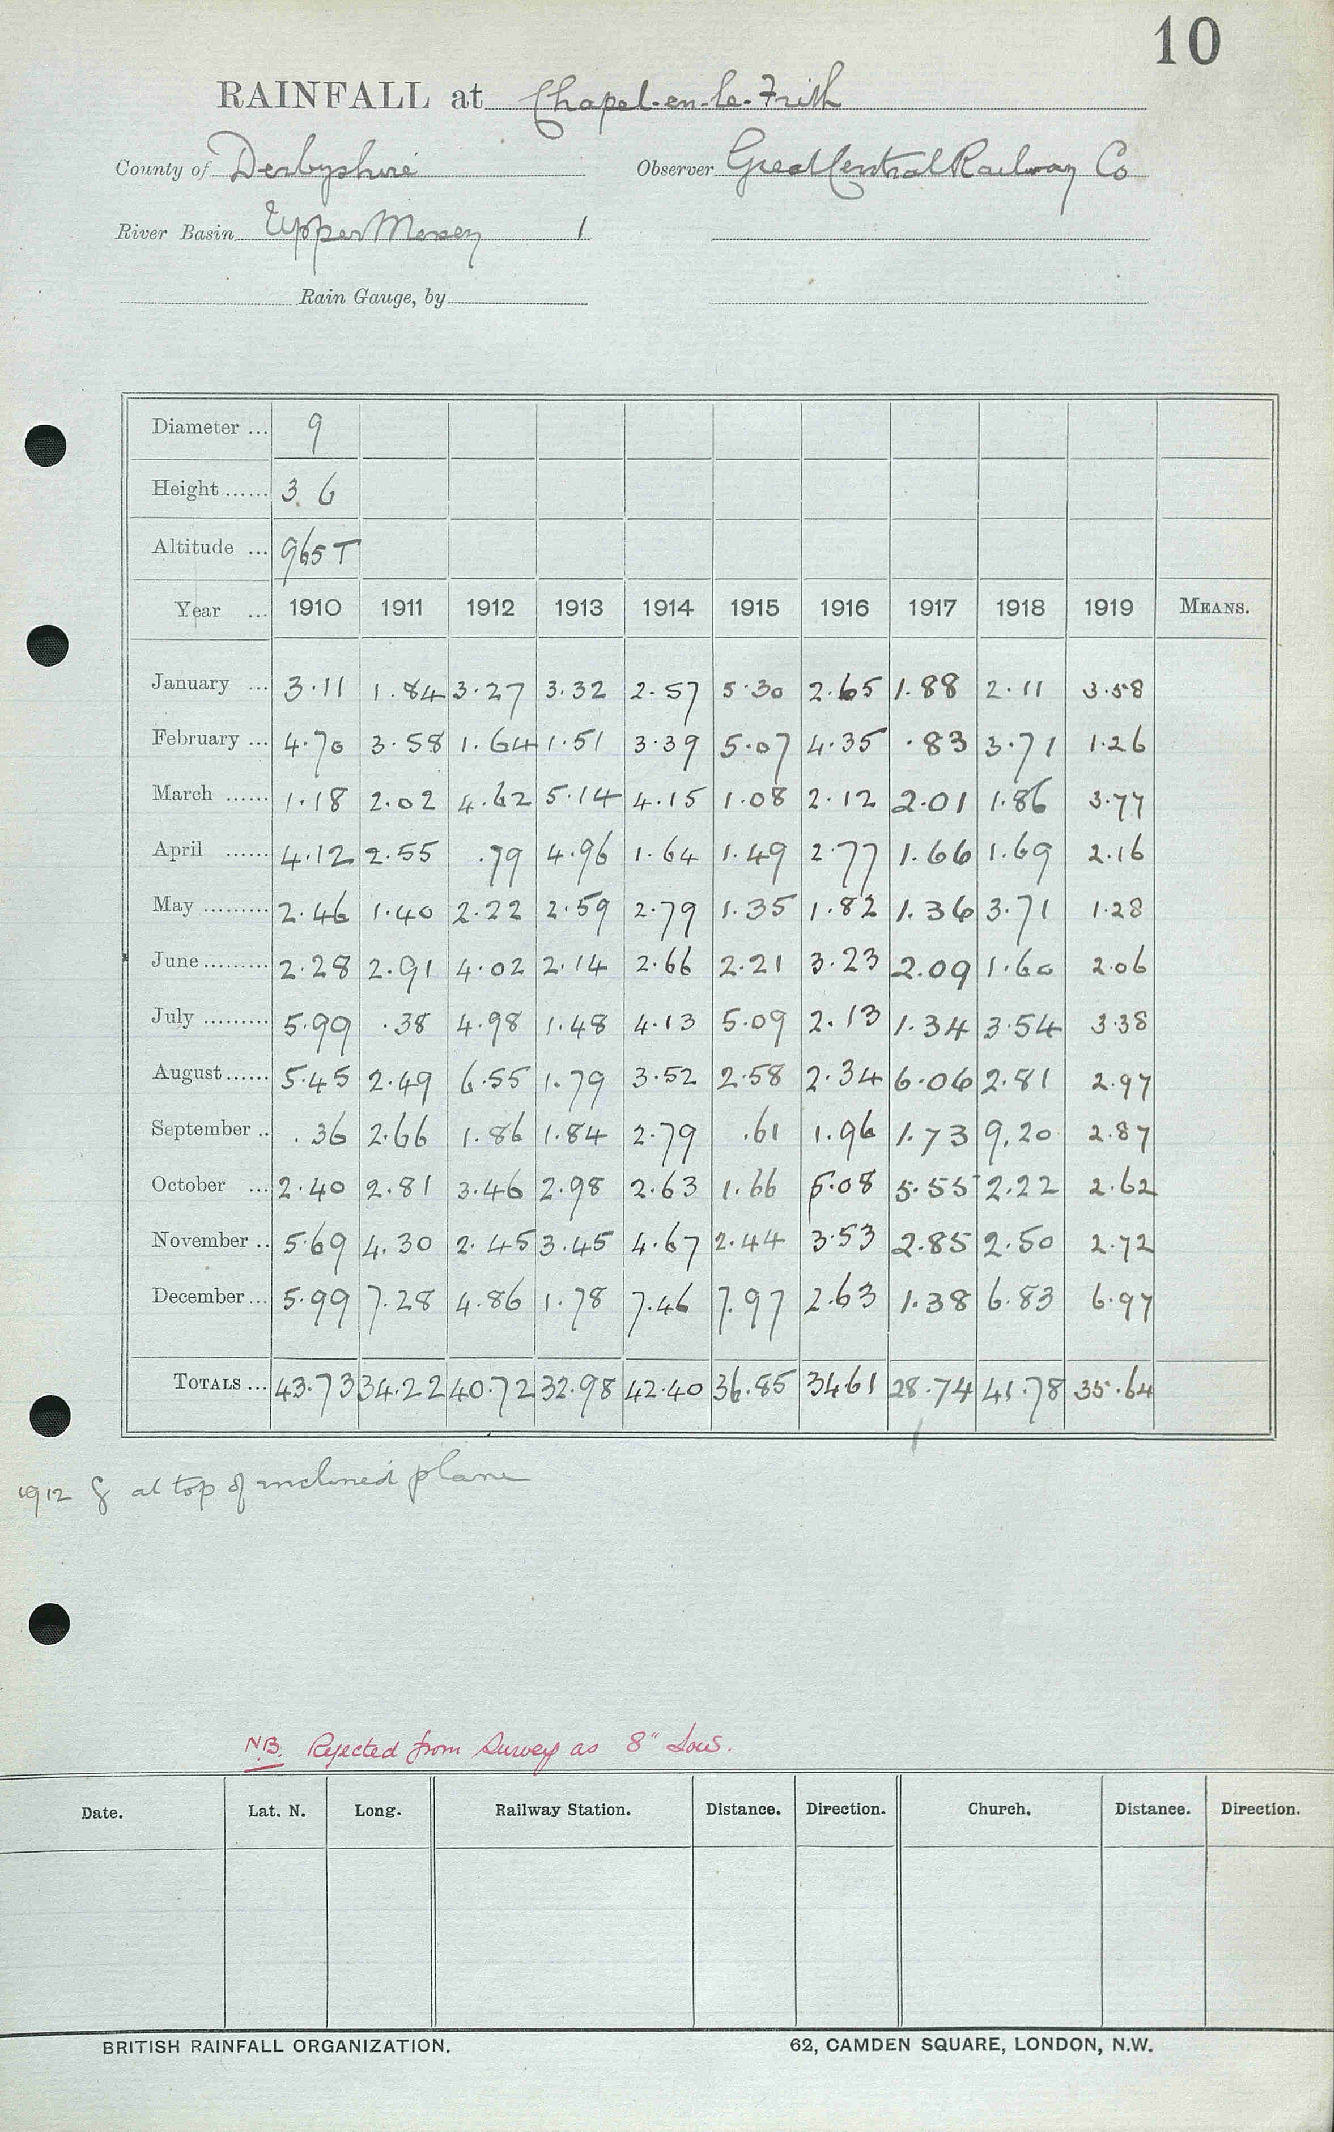 10
RAINFALL at Chapel-en-le-Frith
County of Derbyshire Observer Great Central Railway Co
River Basin Upper Mersey 1
Rain Gauge, by
Diameter ... 9
Height ...... 3. 6
Altitude ... 965 T
Year ... 1910 1911 1912 1913 1914 1915 1916 1917 1918 1919 MEANS.
January ... 3.11 1.84 3.27 3.32 2.57 5.30 2.65 1.88 2.11 3.58
February ... 4.70 3.58 1.64 1.51 3.39 5.07 4.35 .83 3.71 1.26
March ...... 1.18 2.02 4.62 5.14 4.15 1.08 2.12 2.01 1.86 3.77
April ...... 4.12 2.55 .79 4.96 1.64 1.49 2.77 1.66 1.69 2.16
May ......... 2.46 1.40 2.22 2.59 2.79 1.35 1.82 1.36 3.71 1.28
June ......... 2.28 2.91 4.02 2.14 2.66 2.21 3.23 2.09 1.60 2.06
July ......... 5.99 .38 4.98 1.48 4.13 5.09 2.13 1.34 3.54 3.38
August ...... 5.45 2.49 6.55 1.79 3.52 2.58 2.34 6.06 2.81 2.97
September .. .36 2.66 1.86 1.84 2.79 .61 1.96 1.73 9.20 2.87
October ... 2.40 2.81 3.46 2.98 2.63 1.66 5.08 5.55 2.22 2.62
November .. 5.69 4.30 2.45 3.45 4.67 2.44 3.53 2.85 2.50 2.72
December ... 5.99 7.28 4.86 1.78 7.46 7.97 2.63 1.38 6.83 6.97
TOTALS ... 43.73 34.22 40.72 32.98 42.40 36.85 34.61 28.74 41.78 35.64
1912 g at top of inclined plane
NB. Rejected from Survey as 8" low.
Date. Lat. N. Long. Railway Station. Distance. Direction. Church. Distance. Direction.
BRITISH RAINFALL ORGANIZATION. 62, CAMDEN SQUARE, LONDON, N.W.